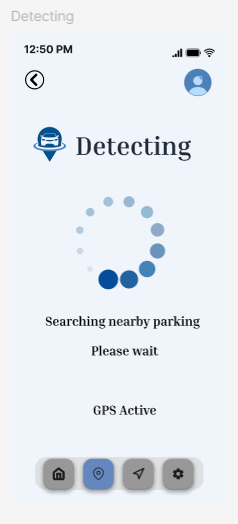 Detecting
12:50 PM
Detecting
Searching nearby parking
Please wait
GPS Active